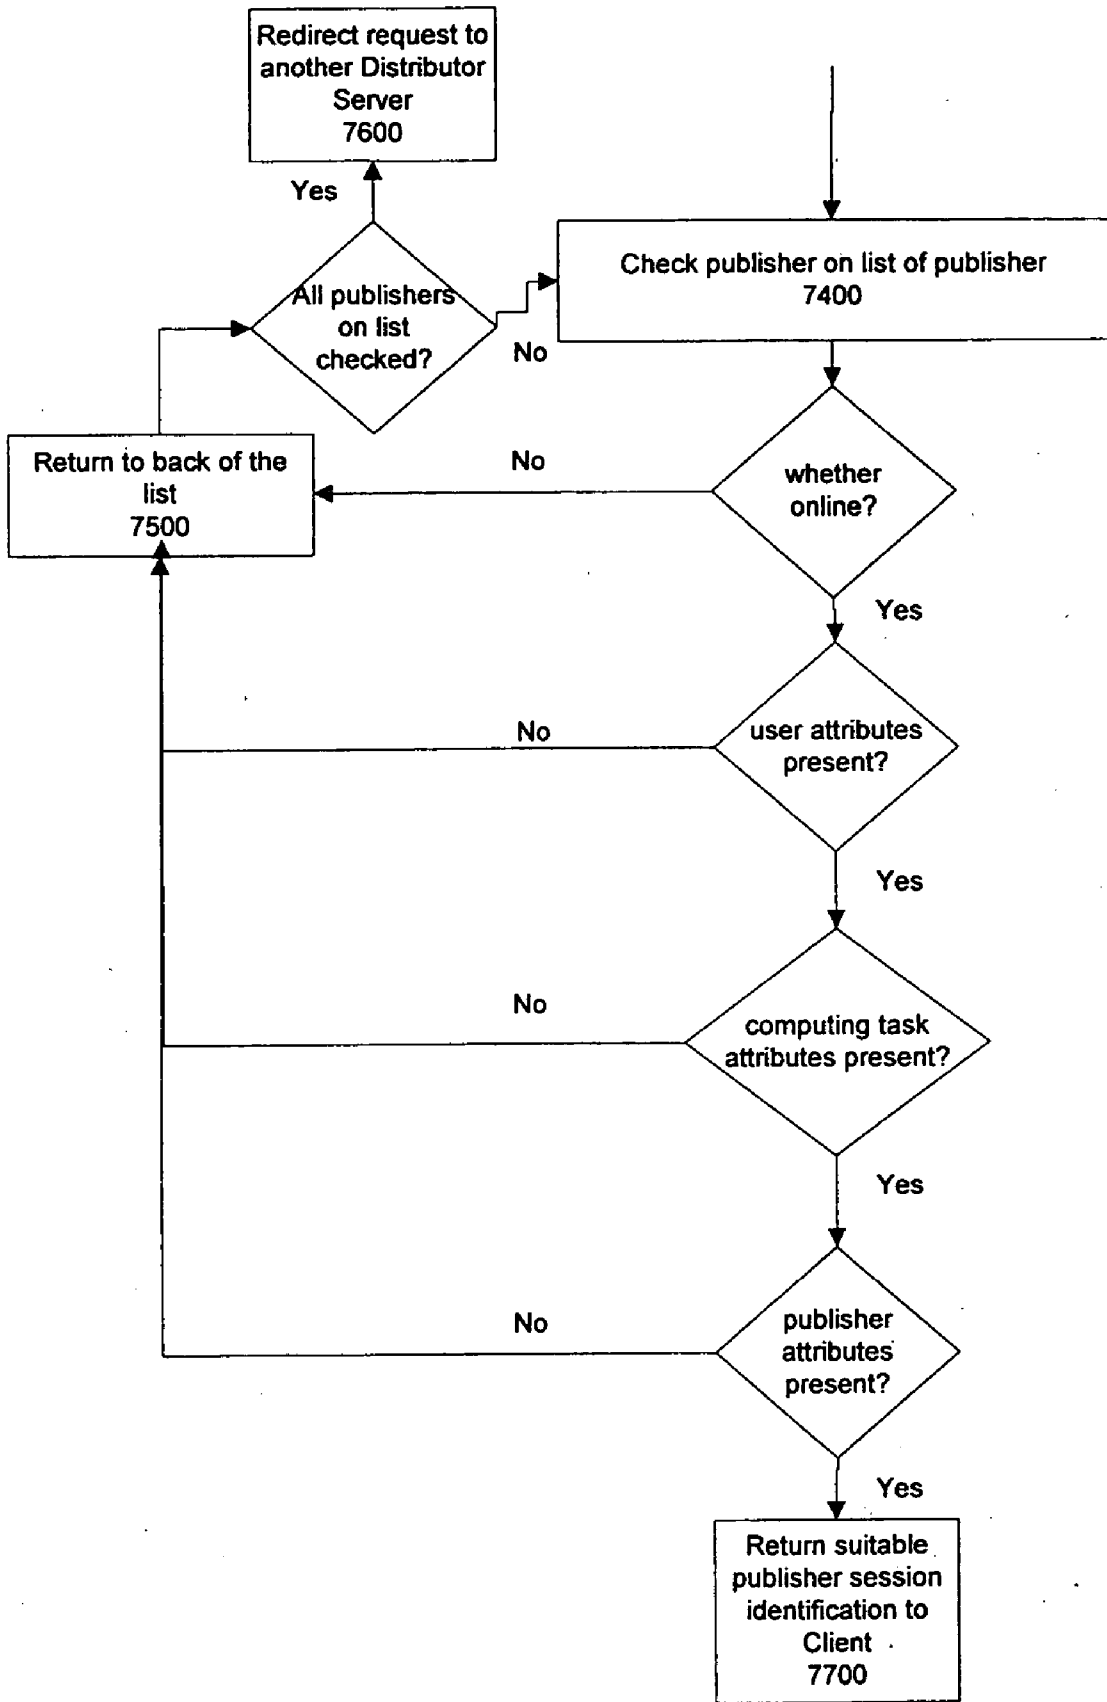 Redirect request to
another Distributor
Server
7600
Yes
All publishers
on list
checked?
No
Check publisher on list of publisher
7400
Return to back of the
list
7500
No
whether
online?
Yes
No
user attributes
present?
Yes
No
computing task
attributes present?
Yes
No
publisher
attributes
present?
Yes
Return suitable
publisher session
identification to
Client
7700